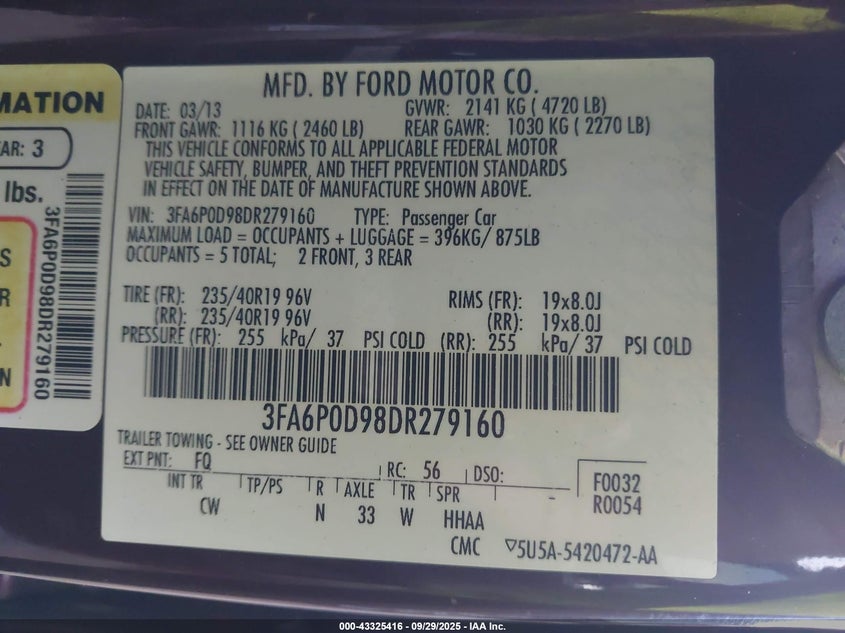 MATION
AR: 3
lbs.
S
R
.
N
3FA6P0D98DR279160
MFD. BY FORD MOTOR CO.
DATE: 03/13 GVWR: 2141 KG ( 4720 LB)
FRONT GAWR: 1116 KG ( 2460 LB) REAR GAWR: 1030 KG ( 2270 LB)
THIS VEHICLE CONFORMS TO ALL APPLICABLE FEDERAL MOTOR
VEHICLE SAFETY, BUMPER, AND THEFT PREVENTION STANDARDS
IN EFFECT ON THE DATE OF MANUFACTURE SHOWN ABOVE.
VIN: 3FA6P0D98DR279160 TYPE: Passenger Car
MAXIMUM LOAD = OCCUPANTS + LUGGAGE = 396KG/ 875LB
OCCUPANTS = 5 TOTAL; 2 FRONT, 3 REAR
TIRE (FR): 235/40R19 96V RIMS (FR): 19x8.0J
(RR): 235/40R19 96V (RR): 19x8.0J
PRESSURE (FR): 255 kPa/ 37 PSI COLD (RR): 255 kPa/ 37 PSI COLD
3FA6P0D98DR279160
TRAILER TOWING - SEE OWNER GUIDE
EXT PNT: FQ RC: 56 DSO: F0032
INT TR TP/PS R AXLE TR SPR R0054
CW N 33 W HHAA
CMC ▽5U5A-5420472-AA
000-43325416 - 09/29/2025 - IAA Inc.